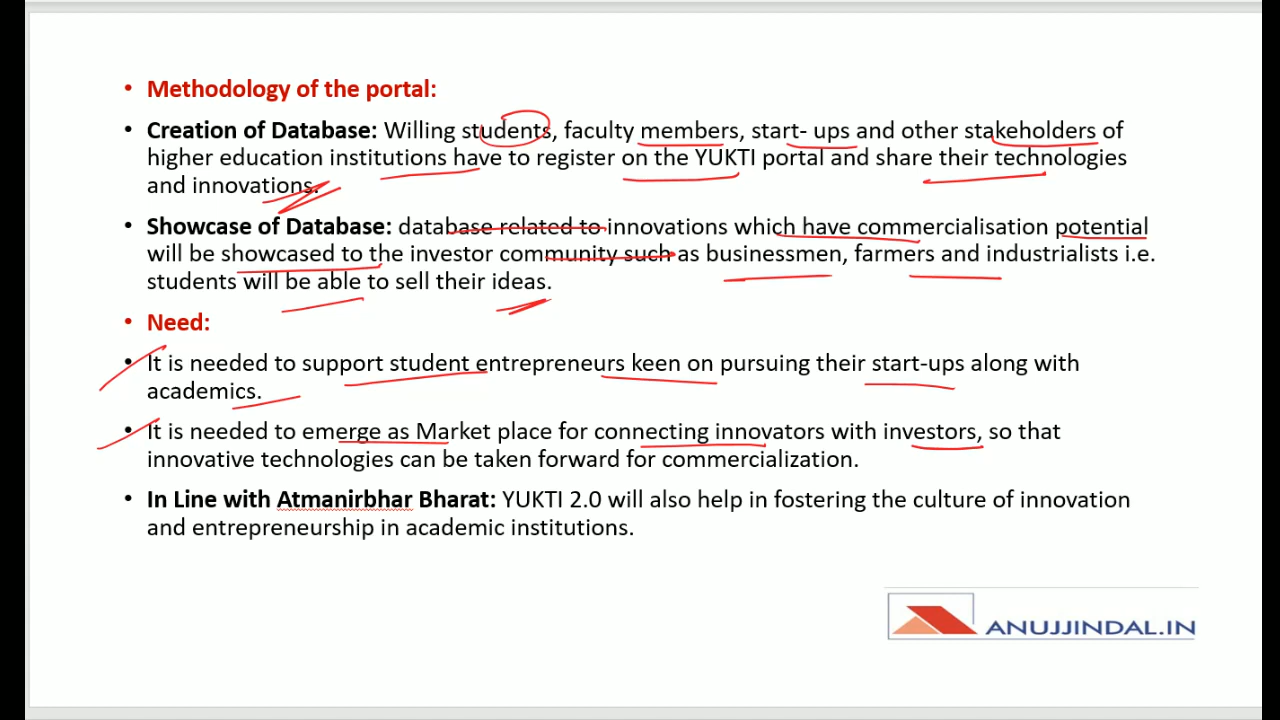 • Methodology of the portal:
• Creation of Database: Willing students, faculty members, start- ups and other stakeholders of
higher education institutions have to register on the YUKTI portal and share their technologies
and innovations.
• Showcase of Database: database related to innovations which have commercialisation potential
will be showcased to the investor community such as businessmen, farmers and industrialists i.e.
students will be able to sell their ideas.
• Need:
• It is needed to support student entrepreneurs keen on pursuing their start-ups along with
academics.
• It is needed to emerge as Market place for connecting innovators with investors, so that
innovative technologies can be taken forward for commercialization.
• In Line with Atmanirbhar Bharat: YUKTI 2.0 will also help in fostering the culture of innovation
and entrepreneurship in academic institutions.
ANUJJINDAL.IN